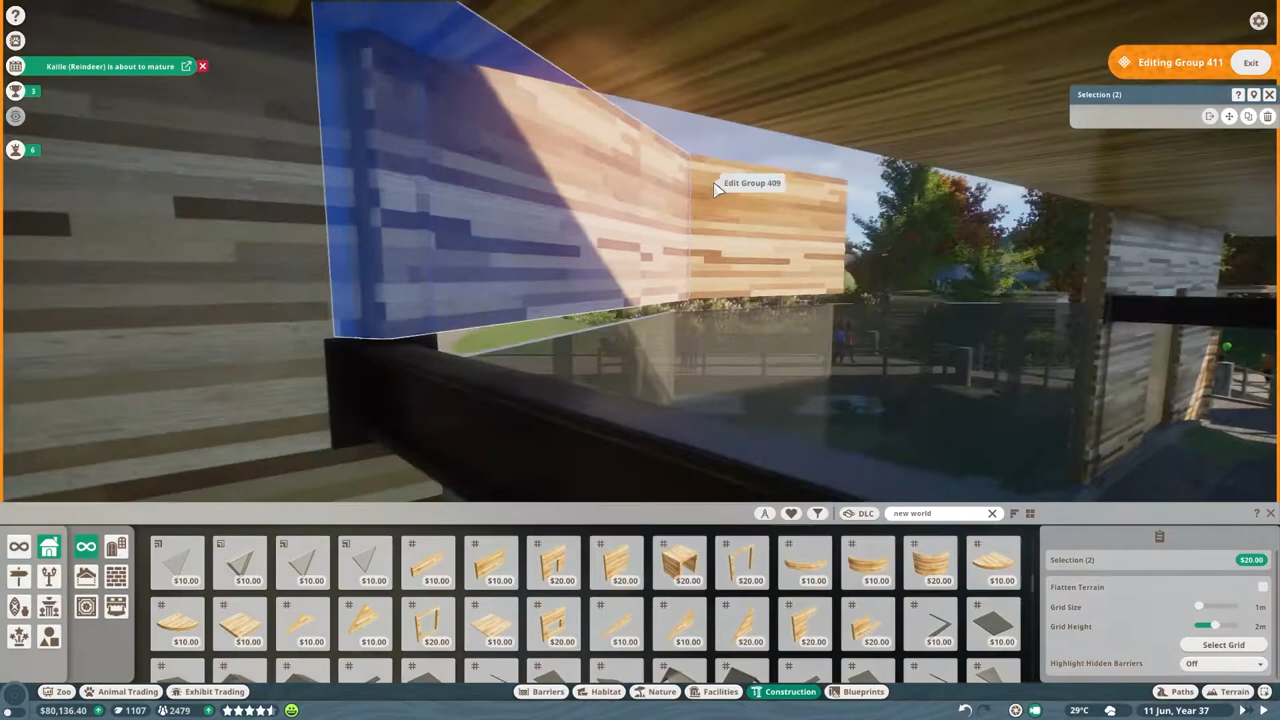 ?
Kaille (Reindeer) is about to mature
3
6
Editing Group 411
Exit
Selection (2)
?
Edit Group 409
DLC
new world
?
$10.00 $10.00 $10.00 $10.00 $10.00 $10.00 $20.00 $20.00 $20.00 $20.00 $10.00 $10.00 $20.00 $10.00
$10.00 $10.00 $10.00 $10.00 $20.00 $10.00 $20.00 $10.00 $10.00 $20.00 $20.00 $20.00 $10.00 $10.00
Selection (2) $20.00
Flatten Terrain
Grid Size 1m
Grid Height 2m
Select Grid
Highlight Hidden Barriers Off
Zoo Animal Trading Exhibit Trading Barriers Habitat Nature Facilities Construction Blueprints Paths Terrain
$80,136.40 1107 2479 29°C 11 Jun, Year 37